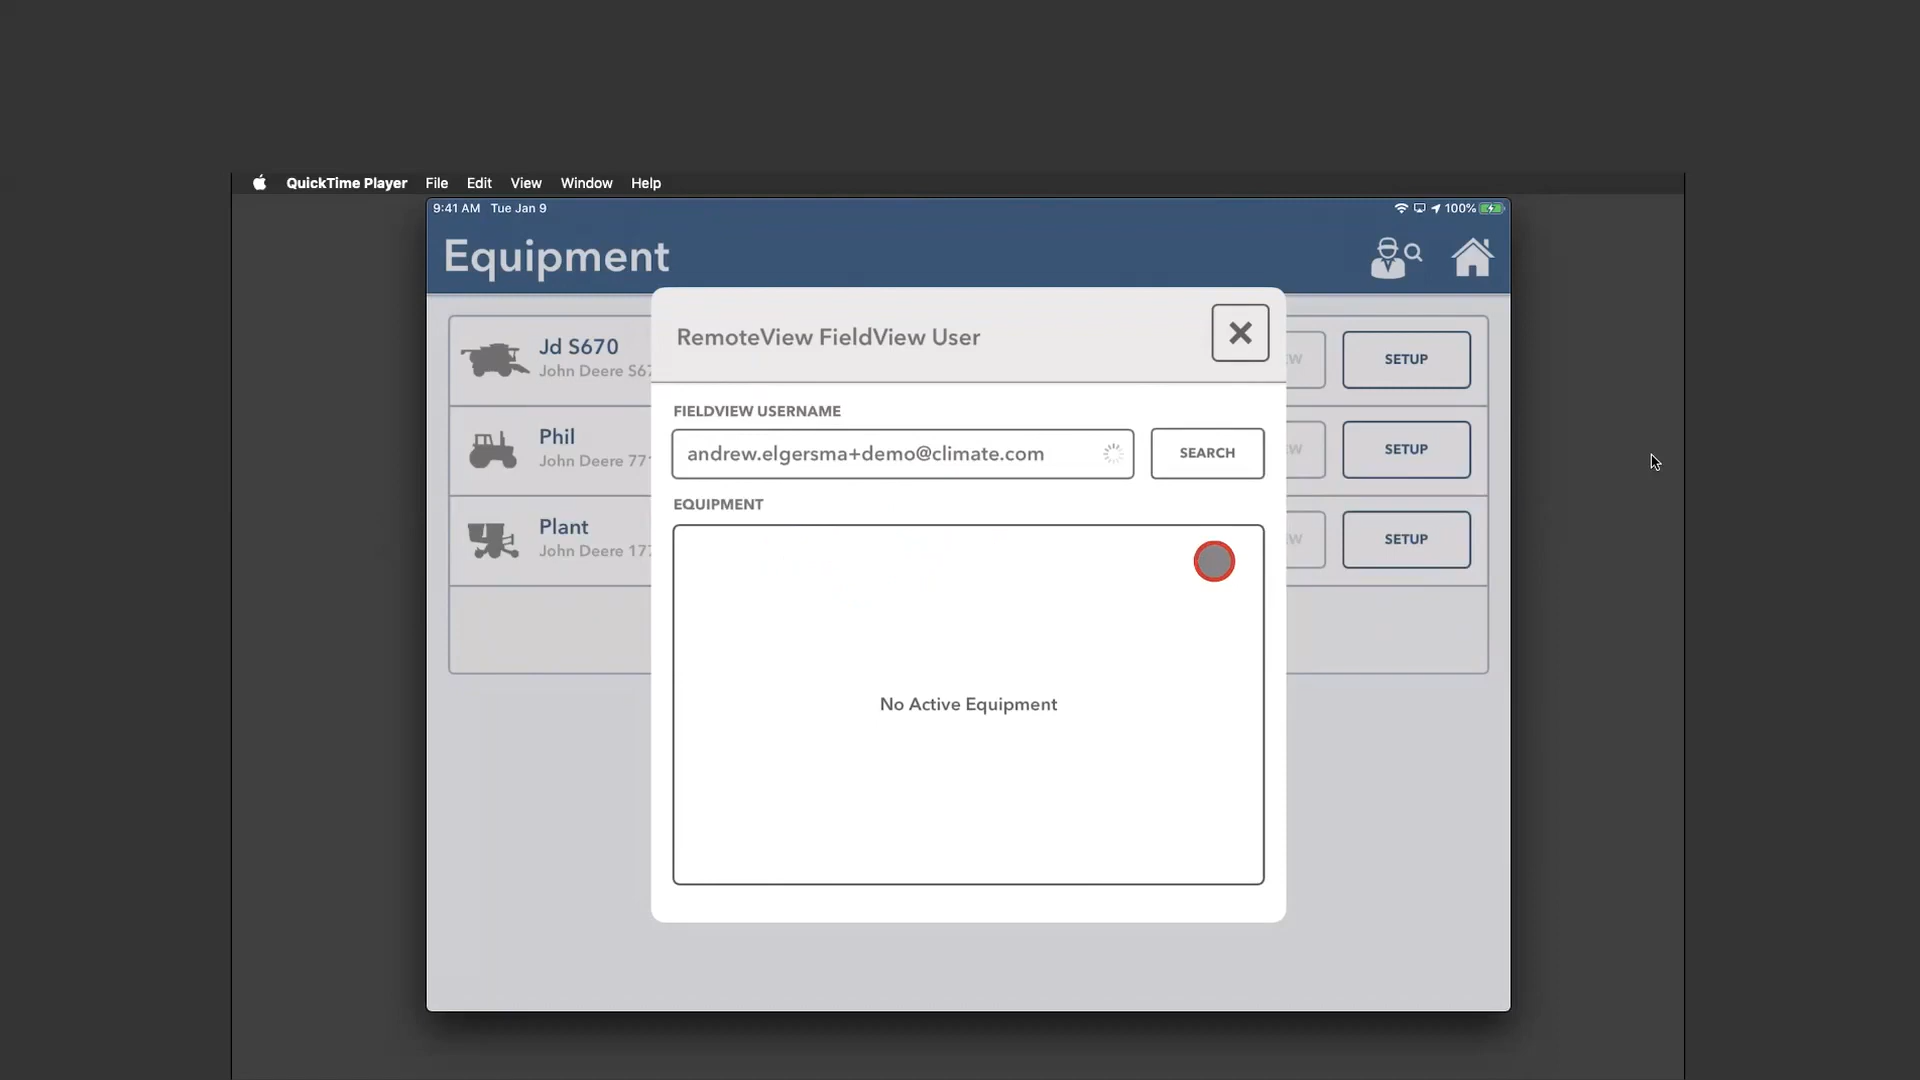 QuickTime Player File Edit View Window Help
9:41 AM Tue Jan 9 100%
Equipment
RemoteView FieldView User
Jd S670
John Deere S67
SETUP
FIELDVIEW USERNAME
andrew.elgersma+demo@climate.com SEARCH
Phil
John Deere 77
SETUP
EQUIPMENT
Plant
John Deere 177
SETUP
No Active Equipment